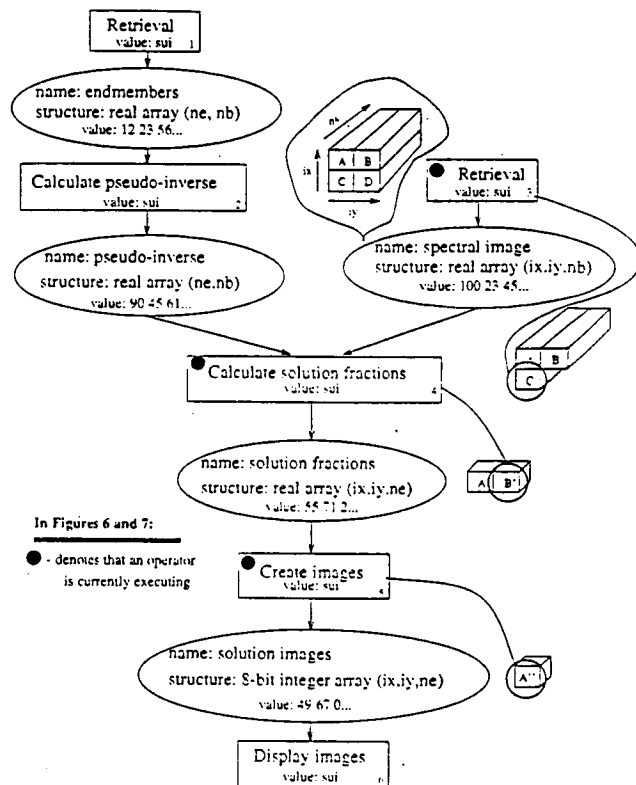 Retrieval
value: sui 1
name: endmembers
structure: real array (ne, nb)
value: 12 23 56...
Calculate pseudo-inverse
value: sui 2
name: pseudo-inverse
structure: real array (ne.nb)
value: 90 45 61...
nb
ix
A B
C D
iy
Retrieval
value: sui 3
name: spectral image
structure: real array (ix.iy.nb)
value: 100 23 45...
B
C
Calculate solution fractions
value: sui 4
name: solution fractions
structure: real array (ix.iy.ne)
value: 55 71 2...
A B'
In Figures 6 and 7:
- denotes that an operator
is currently executing
Create images
value: sui 5
name: solution images
structure: 8-bit integer array (ix.iy,ne)
value: 49 67 0...
A''
Display images
value: sui 6